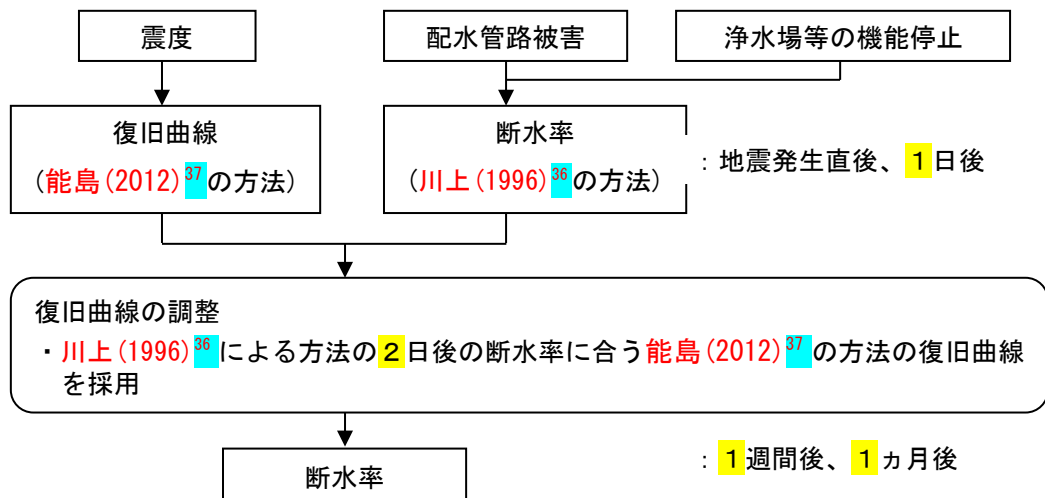 震度
配水管路被害
浄水場等の機能停止
復旧曲線
(能島(2012)37の方法)
断水率
(川上(1996)36の方法)
：地震発生直後、１日後
復旧曲線の調整
・川上(1996)36による方法の２日後の断水率に合う能島(2012)37の方法の復旧曲線
を採用
断水率
：１週間後、１ヵ月後